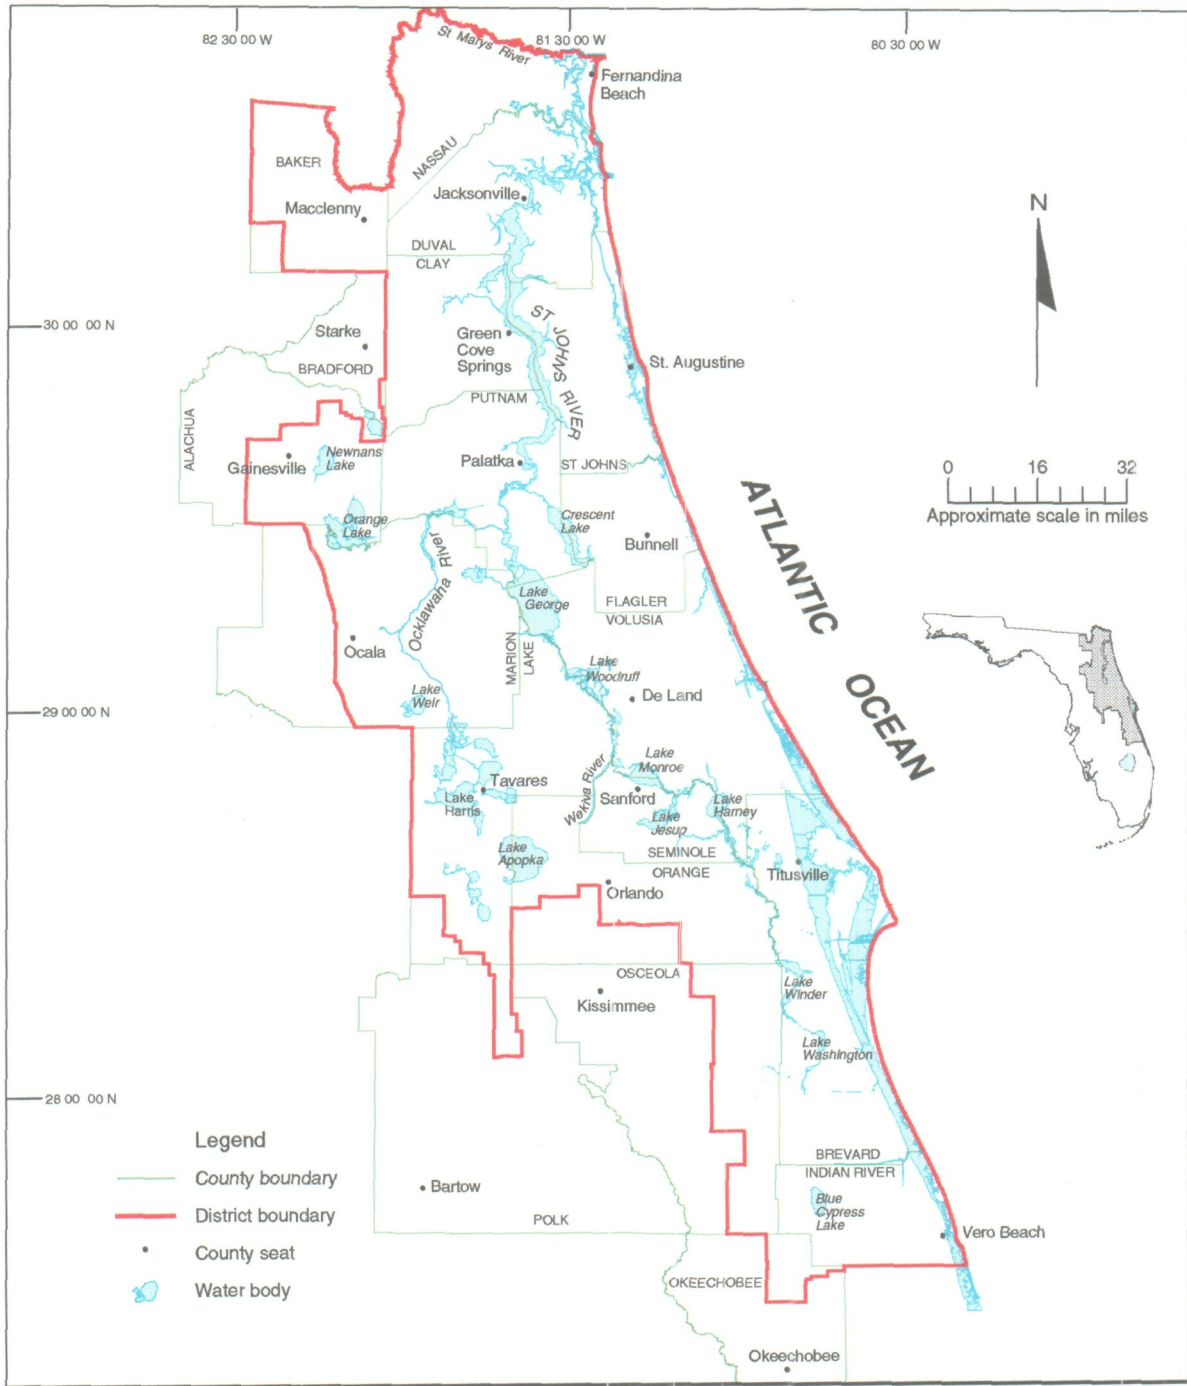 82 30 00 W
81 30 00 W
80 30 00 W
St Marys River
Fernandina
Beach
NASSAU
BAKER
Macclenny
Jacksonville
N
DUVAL
CLAY
30 00 00 N
Starke
BRADFORD
Green
Cove
Springs
ST JOHNS RIVER
St. Augustine
PUTNAM
ALACHUA
Gainesville
Newnans
Lake
Palatka
ST JOHNS
0 16 32
Approximate scale in miles
Orange
Lake
Crescent
Lake
Bunnell
ATLANTIC
OCEAN
Ocklawaha River
Lake
George
FLAGLER
VOLUSIA
Ocala
MARION
LAKE
Lake
Woodruff
De Land
Lake
Weir
29 00 00 N
Lake
Monroe
Wekiva River
Tavares
Lake
Harris
Sanford
Lake
Jesup
Lake
Harney
Lake
Apopka
SEMINOLE
ORANGE
Titusville
Orlando
OSCEOLA
Kissimmee
Lake
Winder
Lake
Washington
28 00 00 N
Legend
County boundary
District boundary
County seat
Water body
Bartow
POLK
BREVARD
INDIAN RIVER
Blue
Cypress
Lake
Vero Beach
OKEECHOBEE
Okeechobee